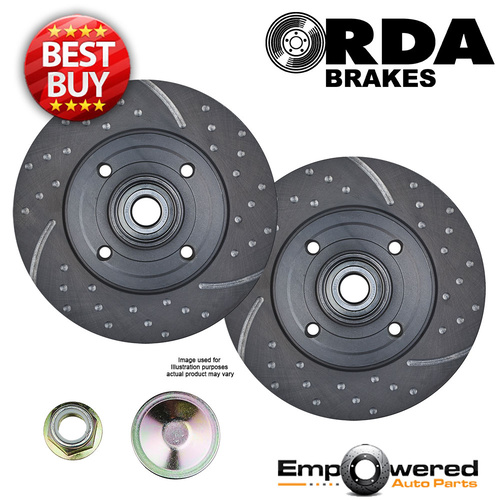 BEST
BUY
RDA
BRAKES
Image used for
Illustration purposes
actual product may vary
Empowered
Auto Parts